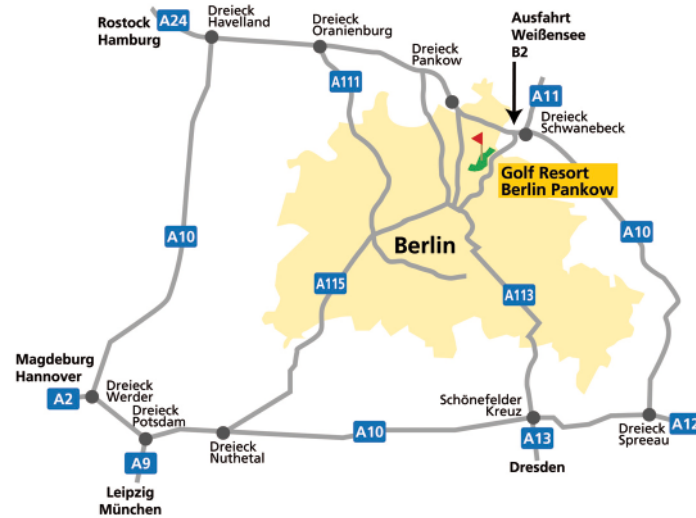 A24
Rostock
Hamburg
Dreieck
Havelland
Dreieck
Oranienburg
Dreieck
Pankow
Ausfahrt
Weißensee
B2
A111
A11
Dreieck
Schwanebeck
Golf Resort
Berlin Pankow
A10
A10
Berlin
A115
A113
Magdeburg
Hannover
A2
Dreieck
Werder
Dreieck
Potsdam
A9
Leipzig
München
Dreieck
Nuthetal
A10
Schönefelder
Kreuz
A13
Dresden
Dreieck
Spreeau
A12